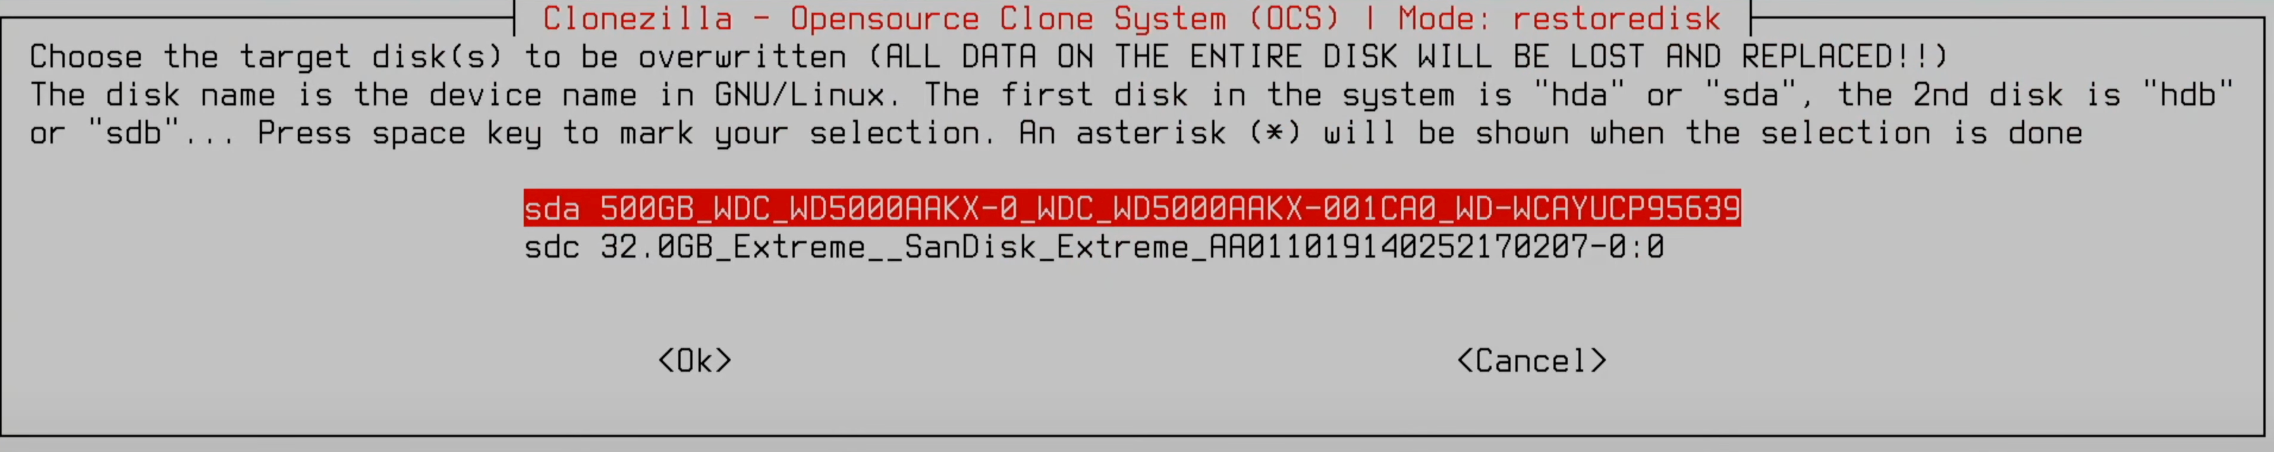 Clonezilla - Opensource Clone System (OCS) | Mode: restoredisk
Choose the target disk(s) to be overwritten (ALL DATA ON THE ENTIRE DISK WILL BE LOST AND REPLACED!!)
The disk name is the device name in GNU/Linux. The first disk in the system is "hda" or "sda", the 2nd disk is "hdb"
or "sdb"... Press space key to mark your selection. An asterisk (*) will be shown when the selection is done
sda 500GB_WDC_WD5000AAKX-0_WDC_WD5000AAKX-001CA0_WD-WCAYUCP95639
sdc 32.0GB_Extreme__SanDisk_Extreme_AA011019140252170207-0:0
<Ok> <Cancel>